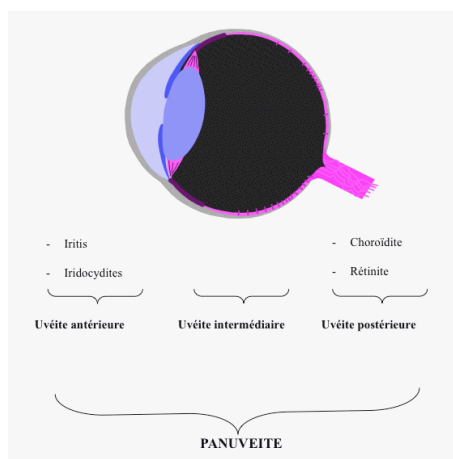 - Iritis
- Iridocydites
- Choroïdite
- Rétinite
Uvéite antérieure
Uvéite intermédiaire
Uvéite postérieure
PANUVEITE